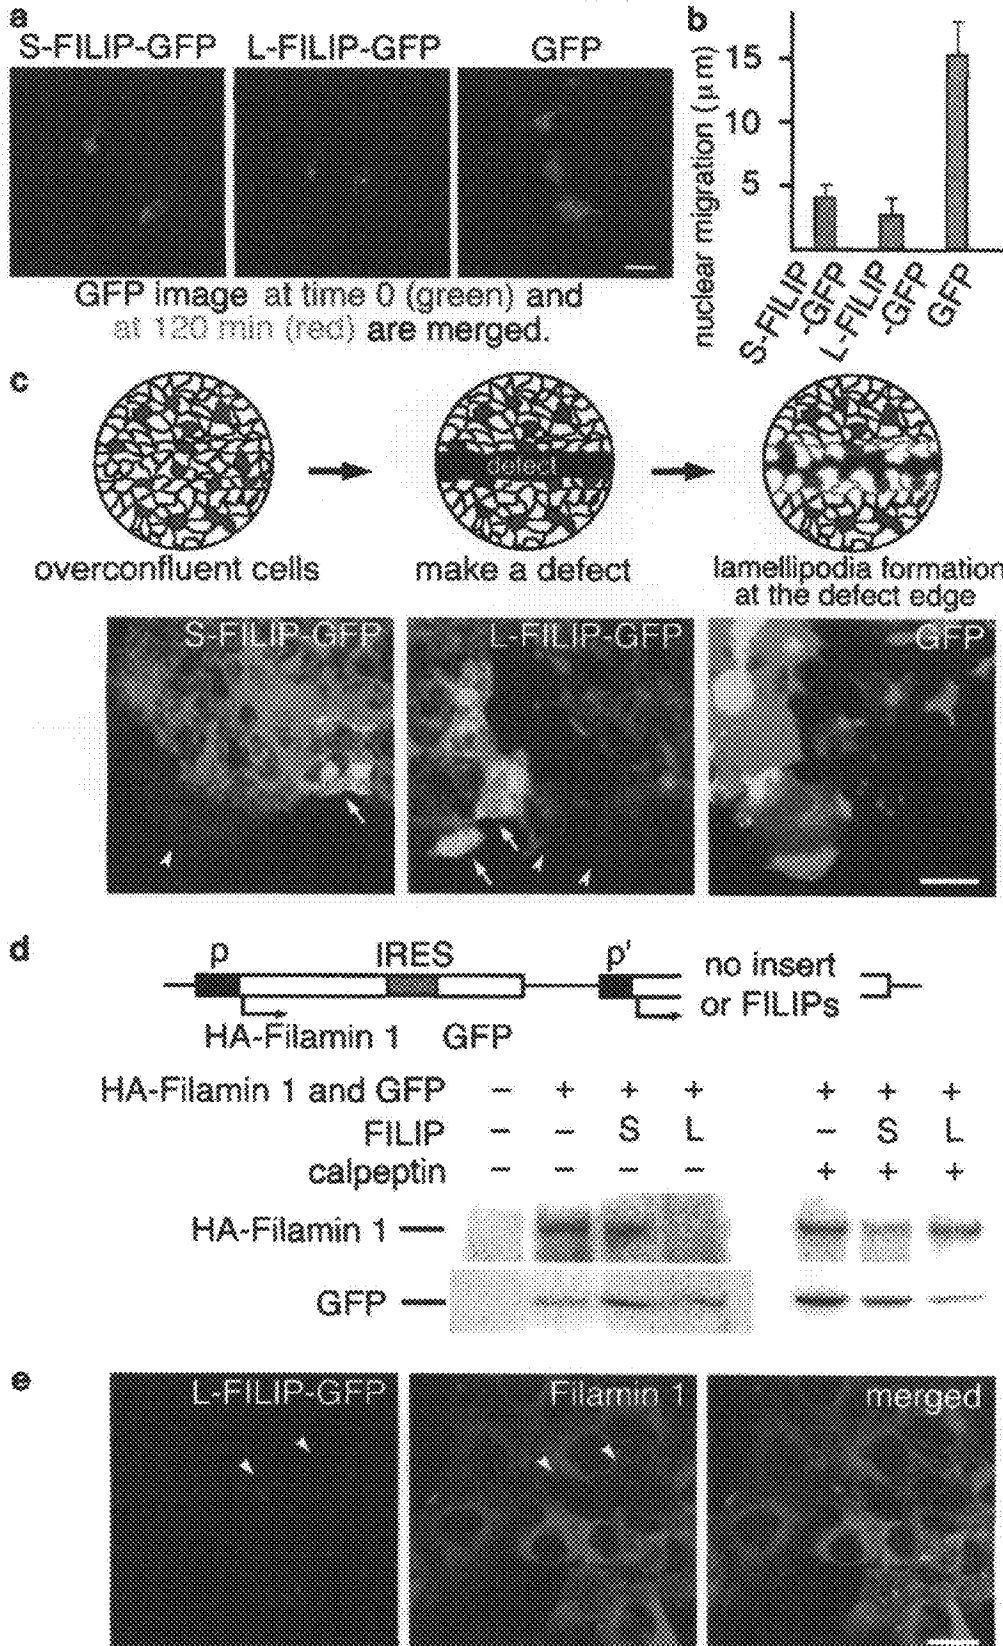 a
S-FILIP-GFP L-FILIP-GFP GFP
GFP image at time 0 (green) and
at 120 min (red) are merged.
b
nuclear migration (μm)
15
10
5
S-FILIP
-GFP
L-FILIP
-GFP
GFP
c
defect
overconfluent cells
make a defect
lamellipodia formation
at the defect edge
S-FILIP-GFP
L-FILIP-GFP
GFP
d
p IRES p'
no insert
or FILIPs
HA-Filamin 1 GFP
HA-Filamin 1 and GFP − + + + + + +
FILIP − − S L − S L
calpeptin − − − − + + +
HA-Filamin 1
GFP
e
L-FILIP-GFP
Filamin 1
merged